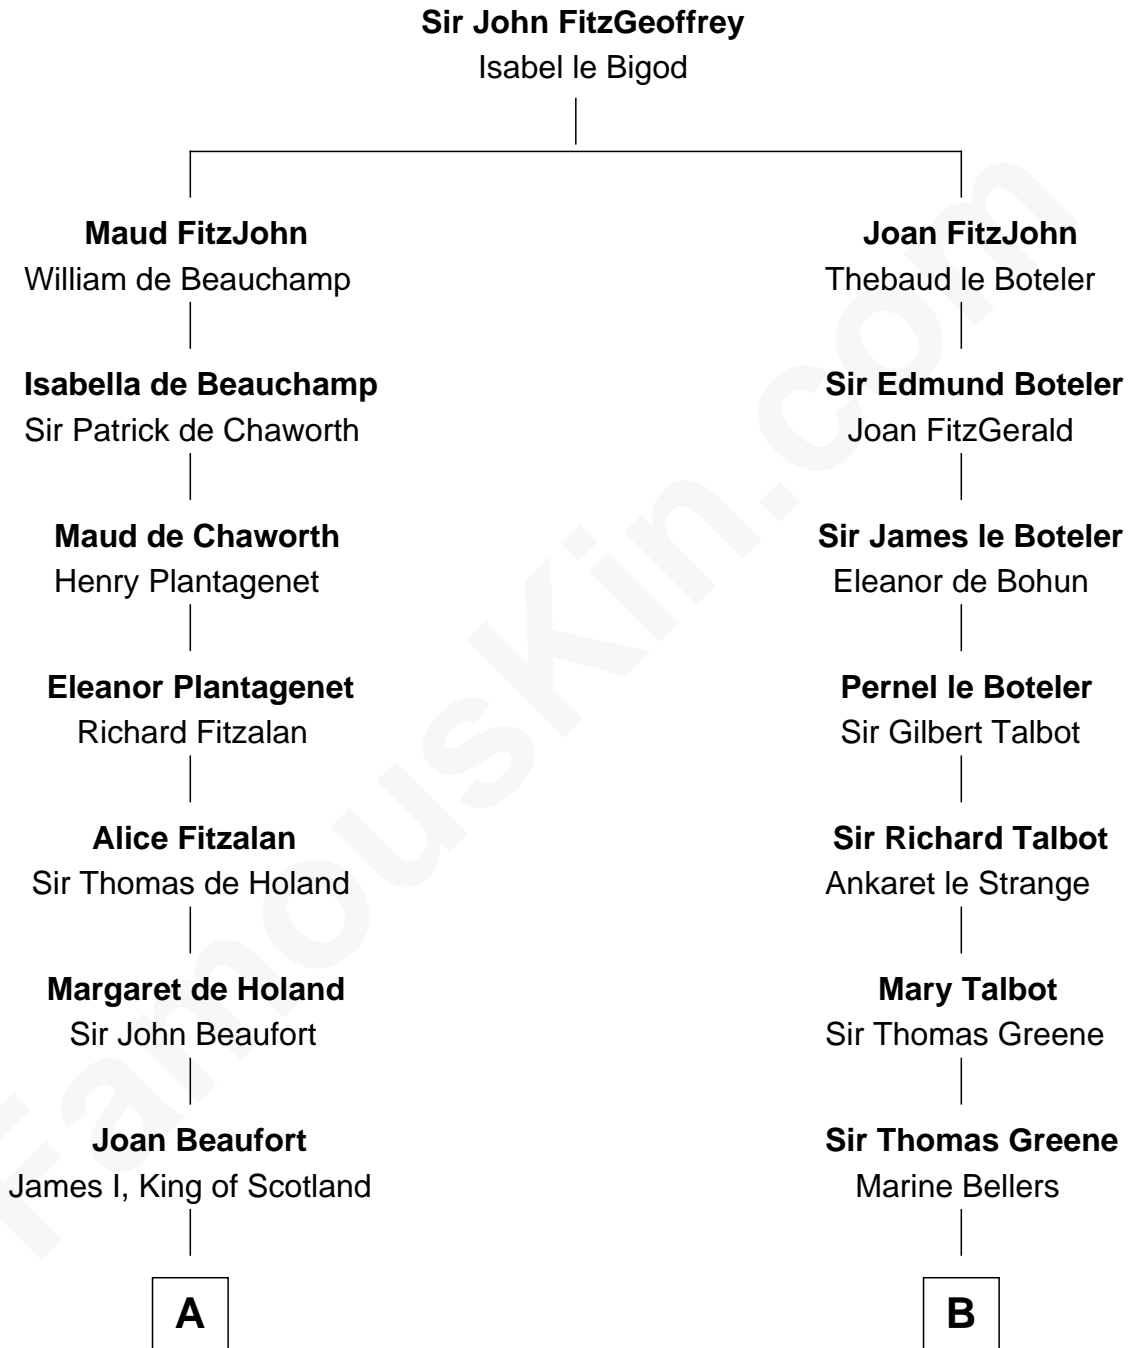 Sir John FitzGeoffrey
Isabel le Bigod
Maud FitzJohn
William de Beauchamp
Joan FitzJohn
Thebaud le Boteler
Isabella de Beauchamp
Sir Patrick de Chaworth
Sir Edmund Boteler
Joan FitzGerald
Maud de Chaworth
Henry Plantagenet
Sir James le Boteler
Eleanor de Bohun
Eleanor Plantagenet
Richard Fitzalan
Pernel le Boteler
Sir Gilbert Talbot
Alice Fitzalan
Sir Thomas de Holand
Sir Richard Talbot
Ankaret le Strange
Margaret de Holand
Sir John Beaufort
Mary Talbot
Sir Thomas Greene
Joan Beaufort
James I, King of Scotland
Sir Thomas Greene
Marine Bellers
A
B
FamousKin.com